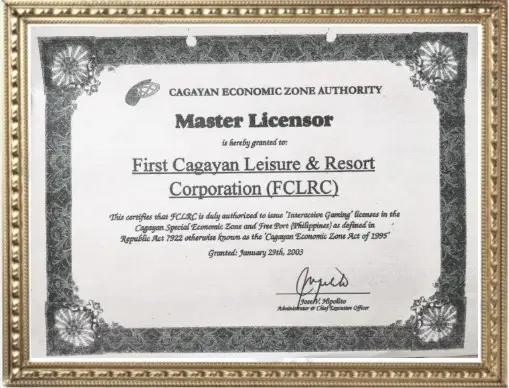 CAGAYAN ECONOMIC ZONE AUTHORITY
Master Licensor
is hereby granted to:
First Cagayan Leisure & Resort
Corporation (FCLRC)
This certifies that FCLRC is duly authorized to issue "Interactive Gaming" licenses in the
Cagayan Special Economic Zone and Free Port (Philippines) as defined in
Republic Act 7922 otherwise known as the "Cagayan Economic Zone Act of 1995"
Granted: January 29th, 2003
Jose V. Hipolito
Administrator & Chief Executive Officer